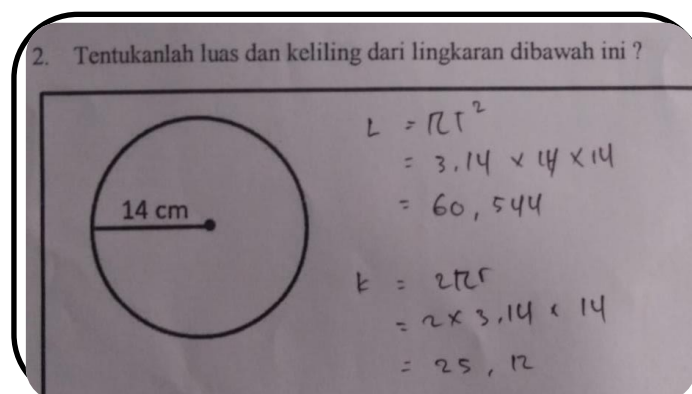 2. Tentukanlah luas dan keliling dari lingkaran dibawah ini ?
14 cm
L = πr²
= 3.14 × 14 × 14
= 60,544
k = 2πr
= 2 × 3.14 × 14
= 25,12